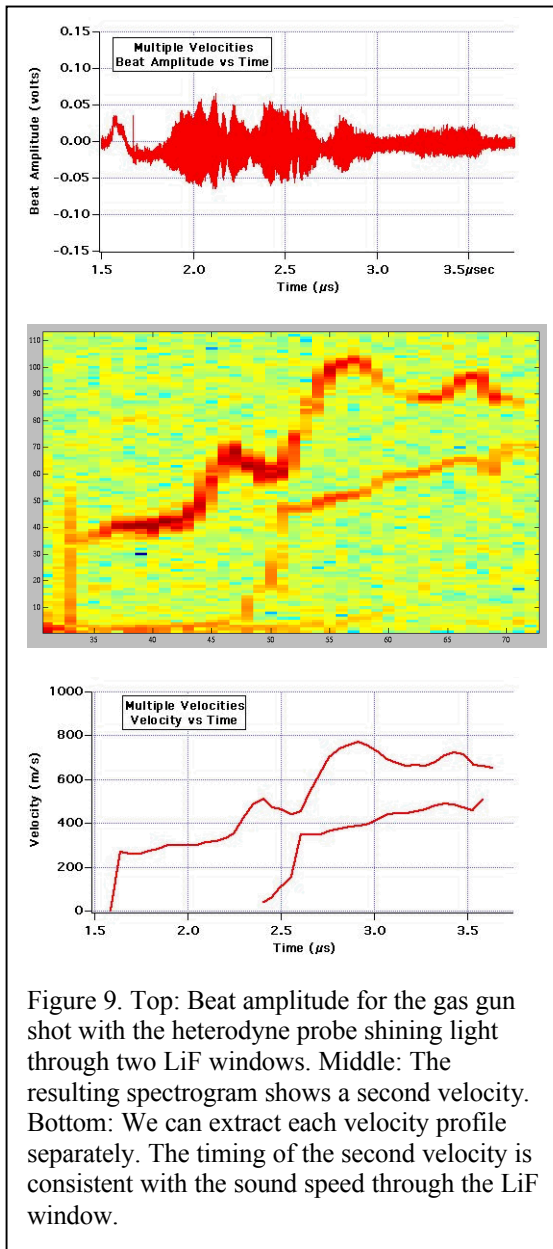 0.15
0.10
0.05
0.00
-0.05
-0.10
-0.15
Beat Amplitude (volts)
Multiple Velocities
Beat Amplitude vs Time
1.5 2.0 2.5 3.0 3.5μsec
Time (μs)
110
100
90
80
70
60
50
40
30
20
10
35 40 45 50 55 60 65 70
1000
800
600
400
200
0
Velocity (m/s)
Multiple Velocities
Velocity vs Time
1.5 2.0 2.5 3.0 3.5
Time (μs)
Figure 9. Top: Beat amplitude for the gas gun
shot with the heterodyne probe shining light
through two LiF windows. Middle: The
resulting spectrogram shows a second velocity.
Bottom: We can extract each velocity profile
separately. The timing of the second velocity is
consistent with the sound speed through the LiF
window.